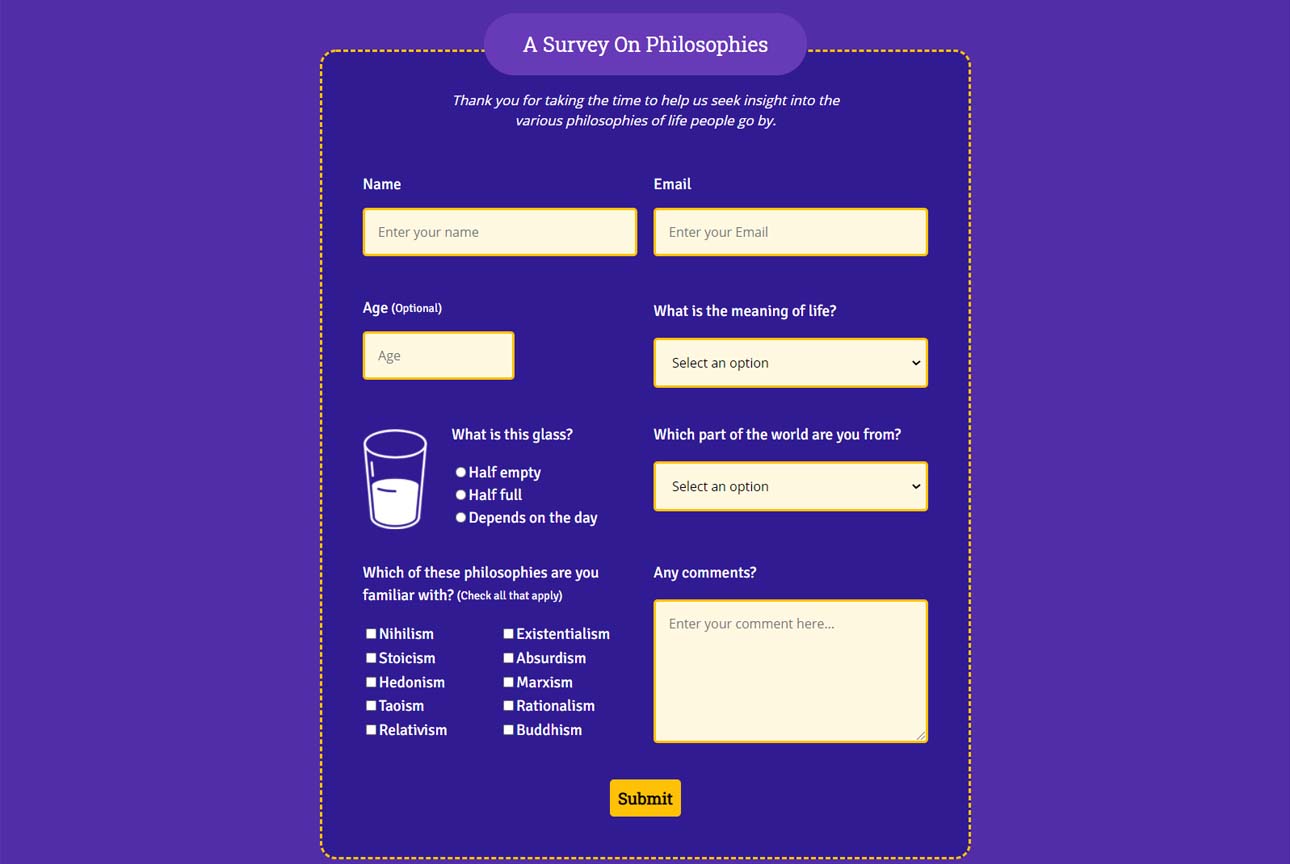 A Survey On Philosophies
Thank you for taking the time to help us seek insight into the
various philosophies of life people go by.
Name
Enter your name
Email
Enter your Email
Age (Optional)
Age
What is the meaning of life?
Select an option
What is this glass?
Half empty
Half full
Depends on the day
Which part of the world are you from?
Select an option
Which of these philosophies are you
familiar with? (Check all that apply)
Nihilism
Existentialism
Stoicism
Absurdism
Hedonism
Marxism
Taoism
Rationalism
Relativism
Buddhism
Any comments?
Enter your comment here...
Submit